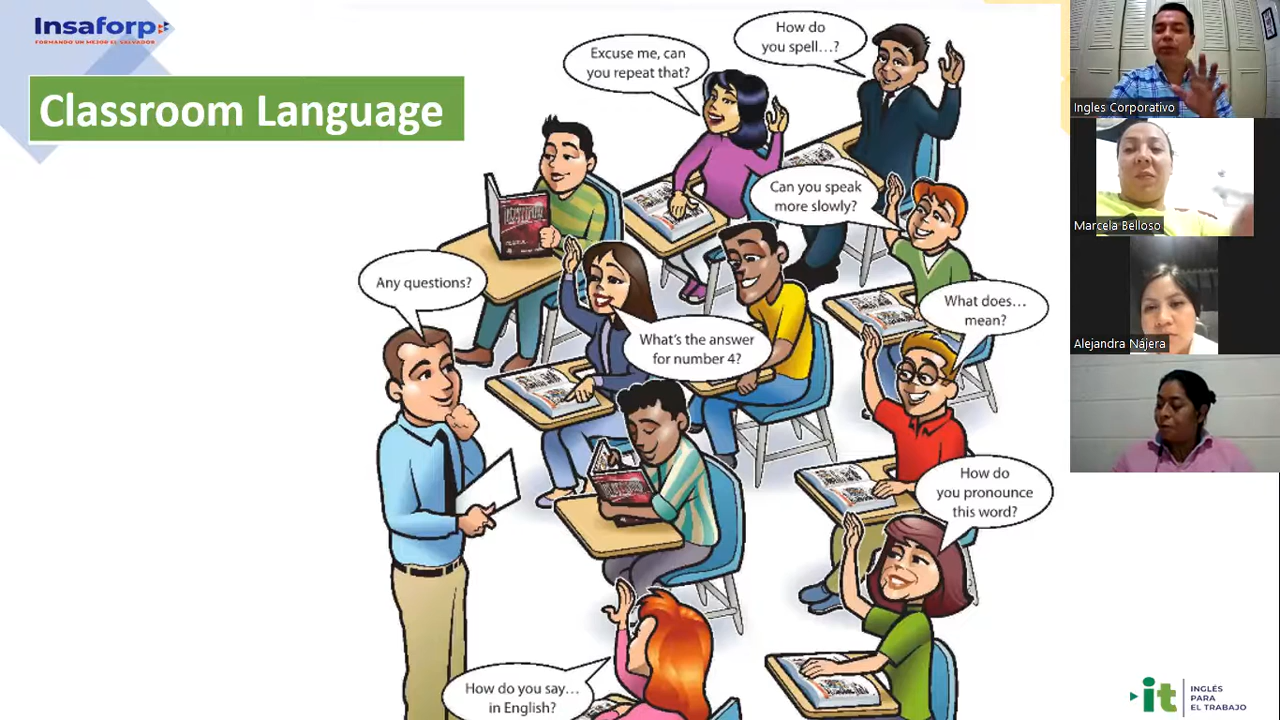 Insaforp
FORMANDO UN MEJOR EL SALVADOR
Classroom Language
How do
you spell…?
Excuse me, can
you repeat that?
Can you speak
more slowly?
Any questions?
What's the answer
for number 4?
What does…
mean?
How do
you pronounce
this word?
How do you say…
in English?
Ingles Corporativo
Marcela Belloso
Alejandra Nájera
it
INGLÉS
PARA
EL TRABAJO